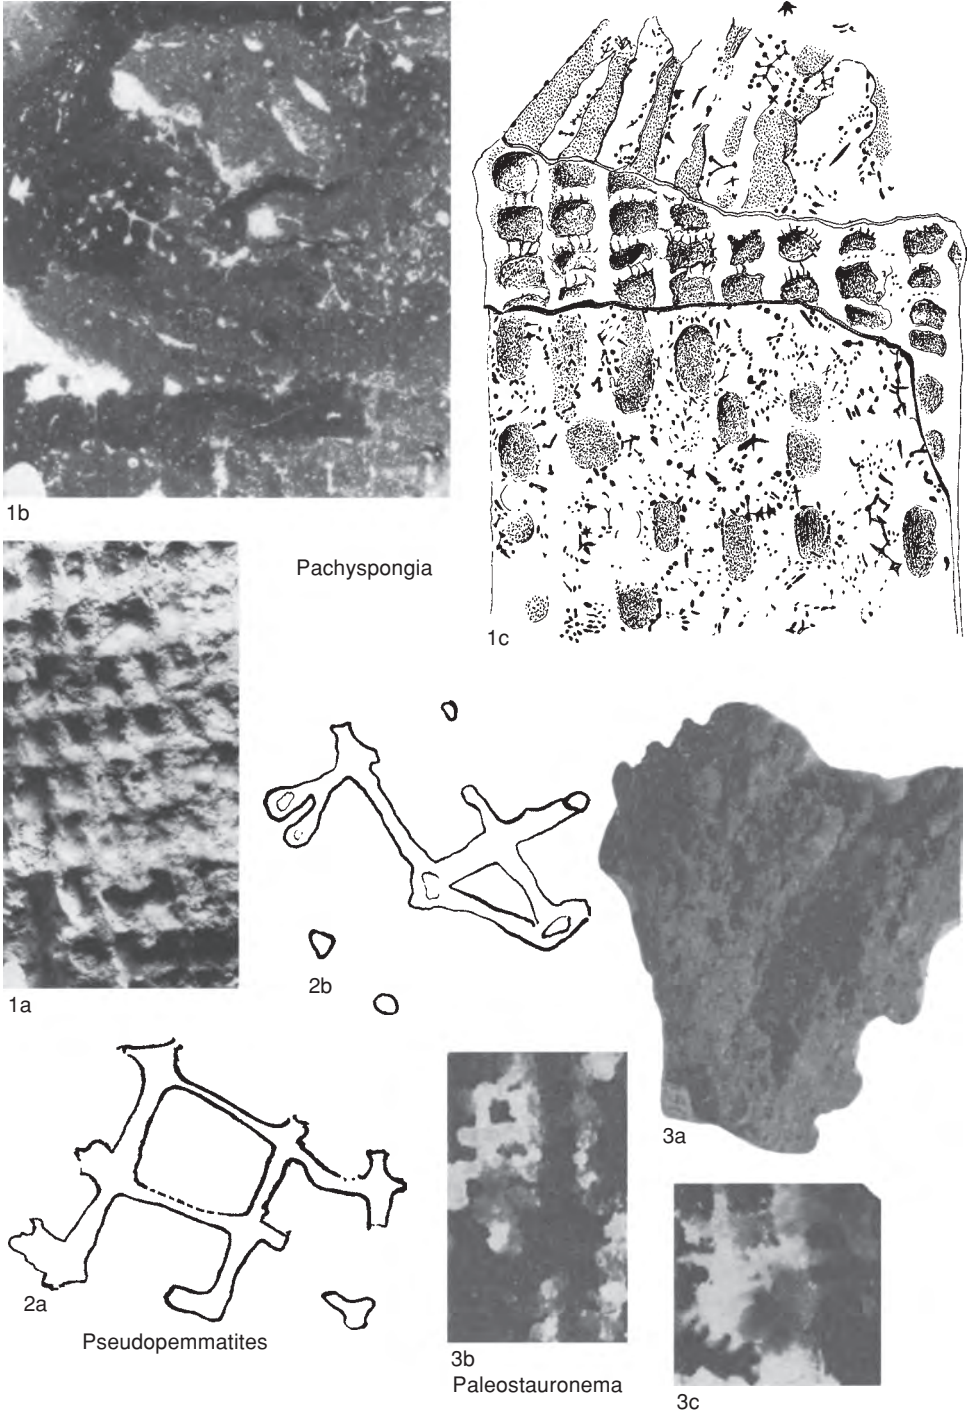 1b
Pachyspongia
1c
1a
2b
3a
2a
Pseudopemmatites
3b
Paleostauronema
3c